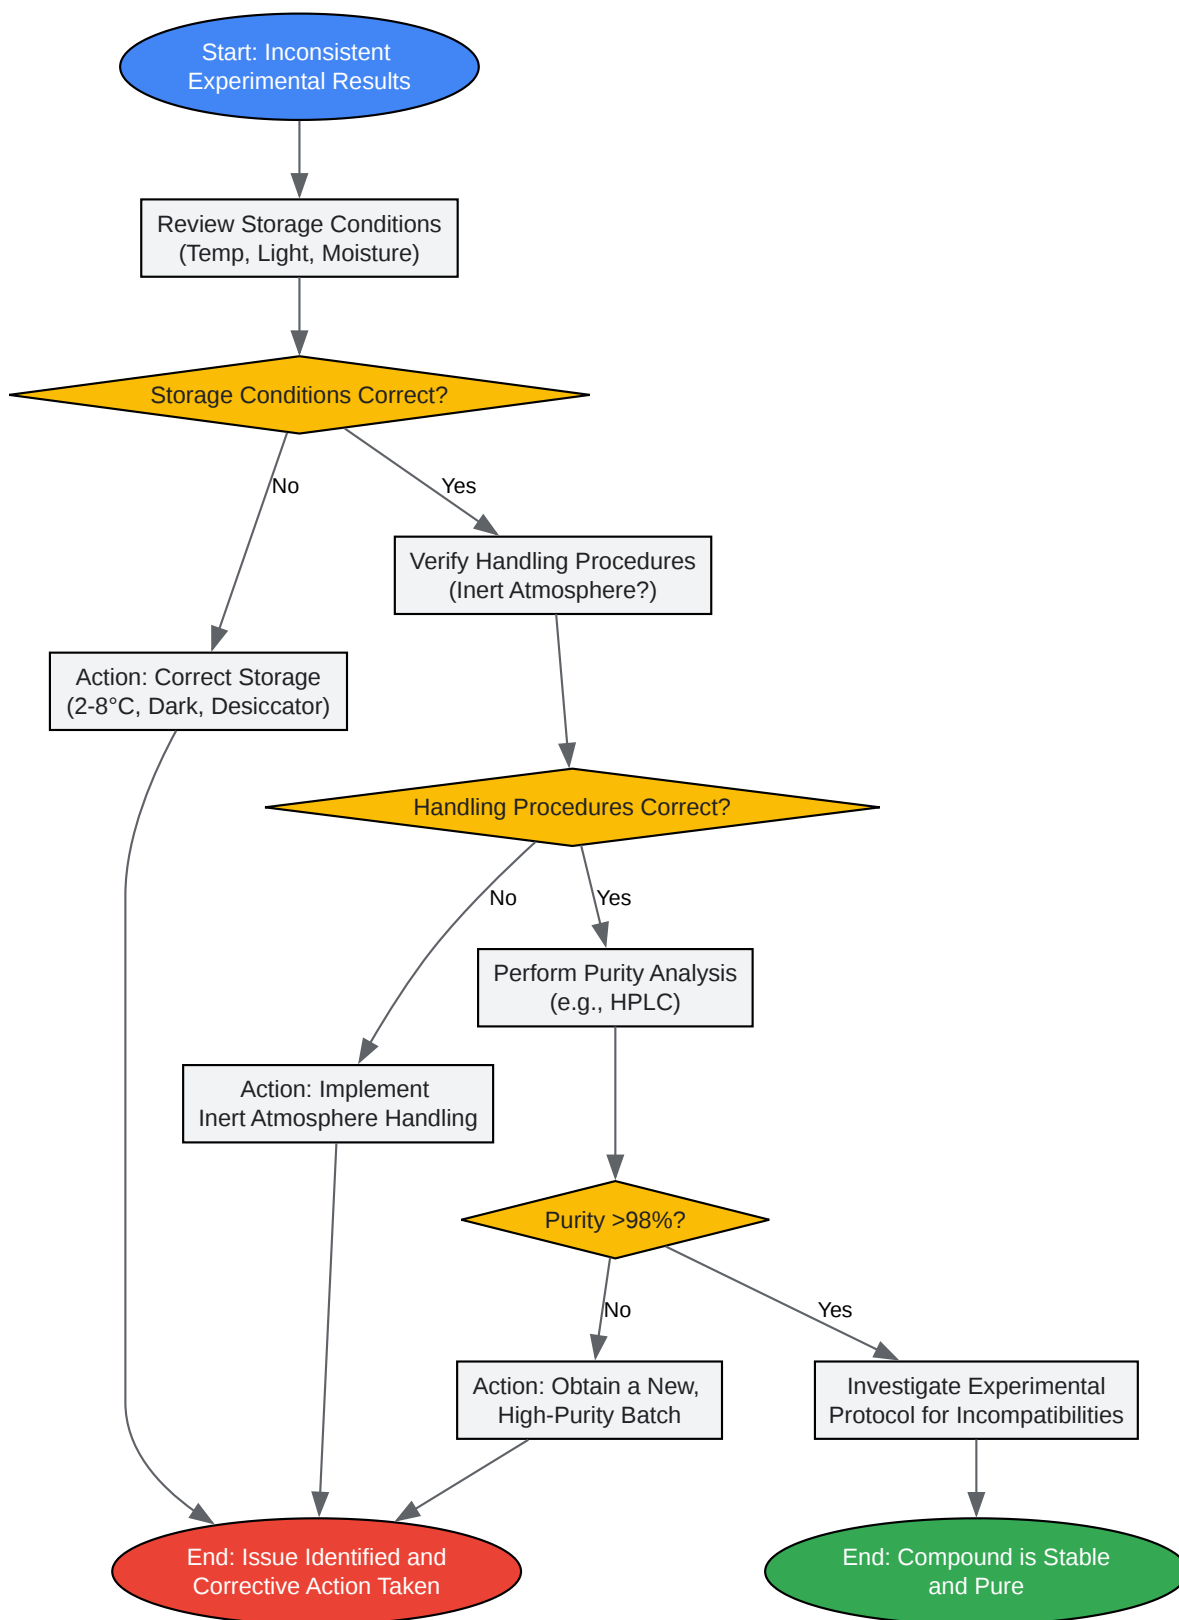 Start: Inconsistent
Experimental Results
Review Storage Conditions
(Temp, Light, Moisture)
Storage Conditions Correct?
No
Yes
Verify Handling Procedures
(Inert Atmosphere?)
Action: Correct Storage
(2-8°C, Dark, Desiccator)
Handling Procedures Correct?
No
Yes
Perform Purity Analysis
(e.g., HPLC)
Action: Implement
Inert Atmosphere Handling
Purity >98%?
No
Yes
Action: Obtain a New,
High-Purity Batch
Investigate Experimental
Protocol for Incompatibilities
End: Issue Identified and
Corrective Action Taken
End: Compound is Stable
and Pure